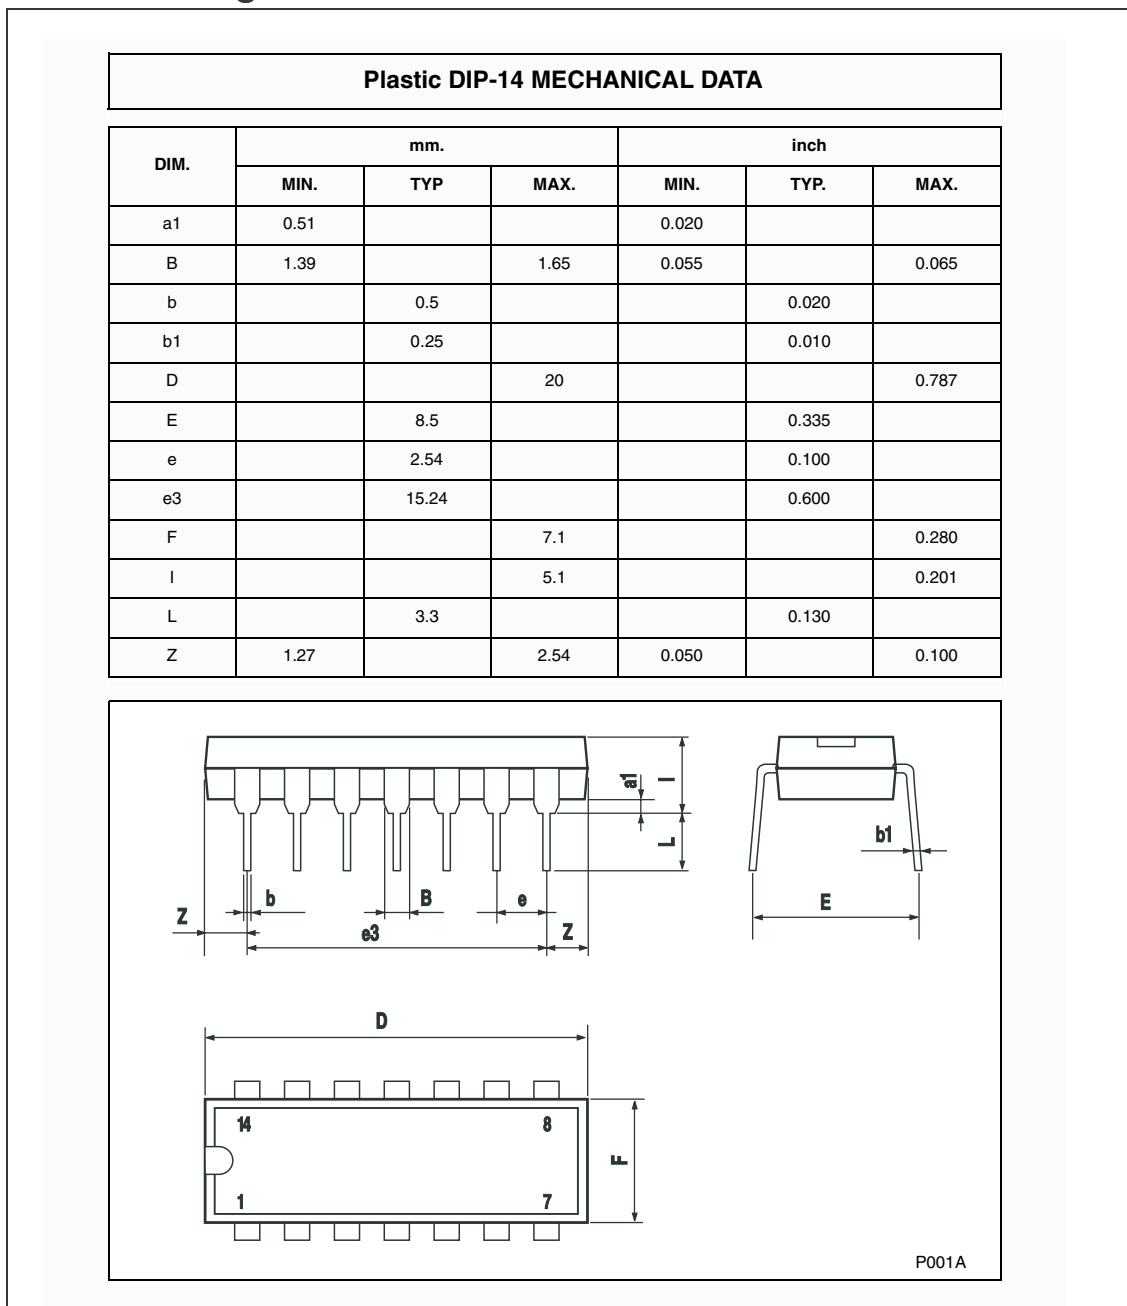 Plastic DIP-14 MECHANICAL DATA
DIM. mm. inch
MIN. TYP MAX. MIN. TYP. MAX.
a1 0.51 0.020
B 1.39 1.65 0.055 0.065
b 0.5 0.020
b1 0.25 0.010
D 20 0.787
E 8.5 0.335
e 2.54 0.100
e3 15.24 0.600
F 7.1 0.280
I 5.1 0.201
L 3.3 0.130
Z 1.27 2.54 0.050 0.100
a1 I
L b1
b B e E
Z e3 Z
D
14 8
F
1 7
P001A